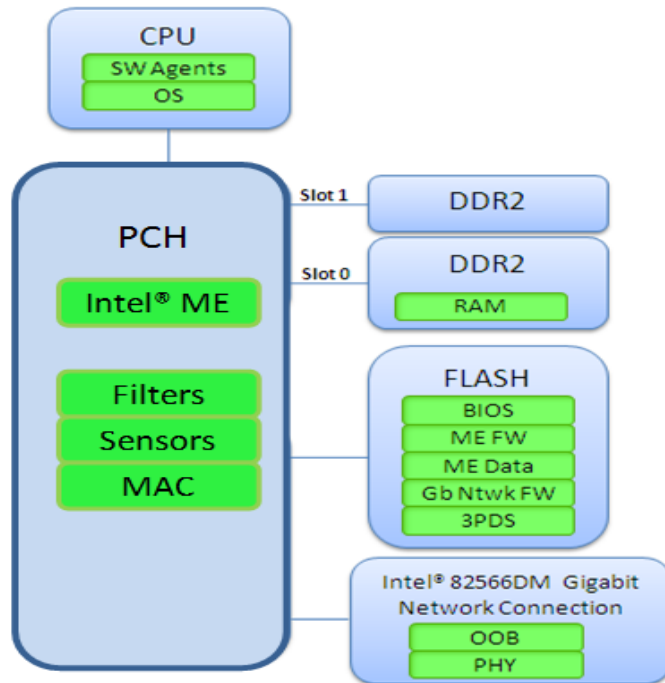 CPU
SW Agents
OS
PCH
Intel® ME
Filters
Sensors
MAC
Slot 1
DDR2
Slot 0
DDR2
RAM
FLASH
BIOS
ME FW
ME Data
Gb Ntwk FW
3PDS
Intel® 82566DM Gigabit
Network Connection
OOB
PHY